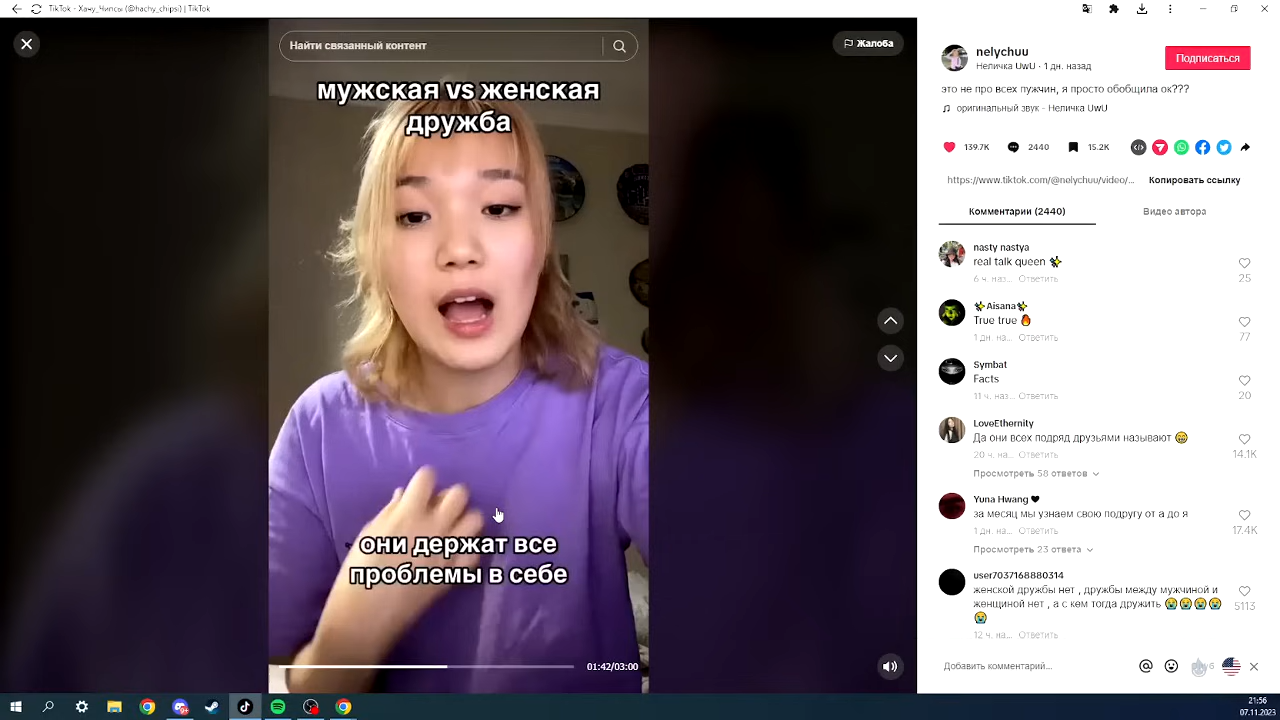 TikTok - Хачу_Чипсы (@hachy_chipsi) | TikTok
Найти связанный контент
Жалоба
мужская vs женская
дружба
они держат все
проблемы в себе
01:42/03:00
nelychuu
Неличка UwU · 1 дн. назад
Подписаться
это не про всех мужчин, я просто обобщила ок???
оригинальный звук - Неличка UwU
139.7K 2440 15.2K
https://www.tiktok.com/@nelychuu/video/...
Копировать ссылку
Комментарии (2440)
Видео автора
nasty nastya
real talk queen ✨
6 ч наз... Ответить
25
✨Aisana✨
True true 🔥
1 дн. на... Ответить
77
Symbat
Facts
11 ч наз... Ответить
20
LoveEthernity
Да они всех подряд друзьями называют 😁
20 ч на... Ответить
14.1K
Просмотреть 58 ответов
Yuna Hwang ♥
за месяц мы узнаем свою подругу от а до я
1 дн. на... Ответить
17.4K
Просмотреть 23 ответа
user7037168880314
женской дружбы нет , дружбы между мужчиной и
женщиной нет , а с кем тогда дружить 😭😭😭😭
😭
5113
12 ч на... Ответить
Добавить комментарий...
21:56
07.11.2023